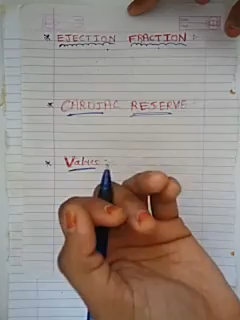 * EJECTION FRACTION :
* CARDIAC RESERVE
* Values :